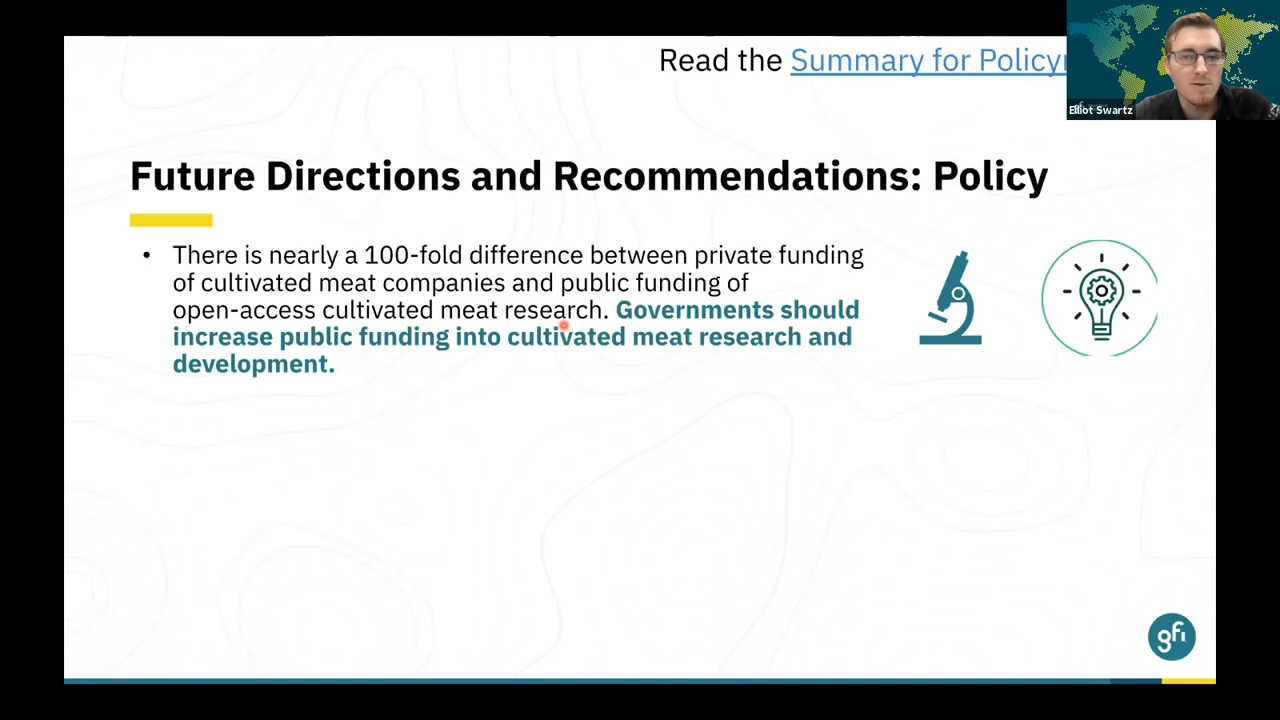 Read the Summary for Policy
Elliot Swartz
Future Directions and Recommendations: Policy
• There is nearly a 100-fold difference between private funding
of cultivated meat companies and public funding of
open-access cultivated meat research. Governments should
increase public funding into cultivated meat research and
development.
gfi